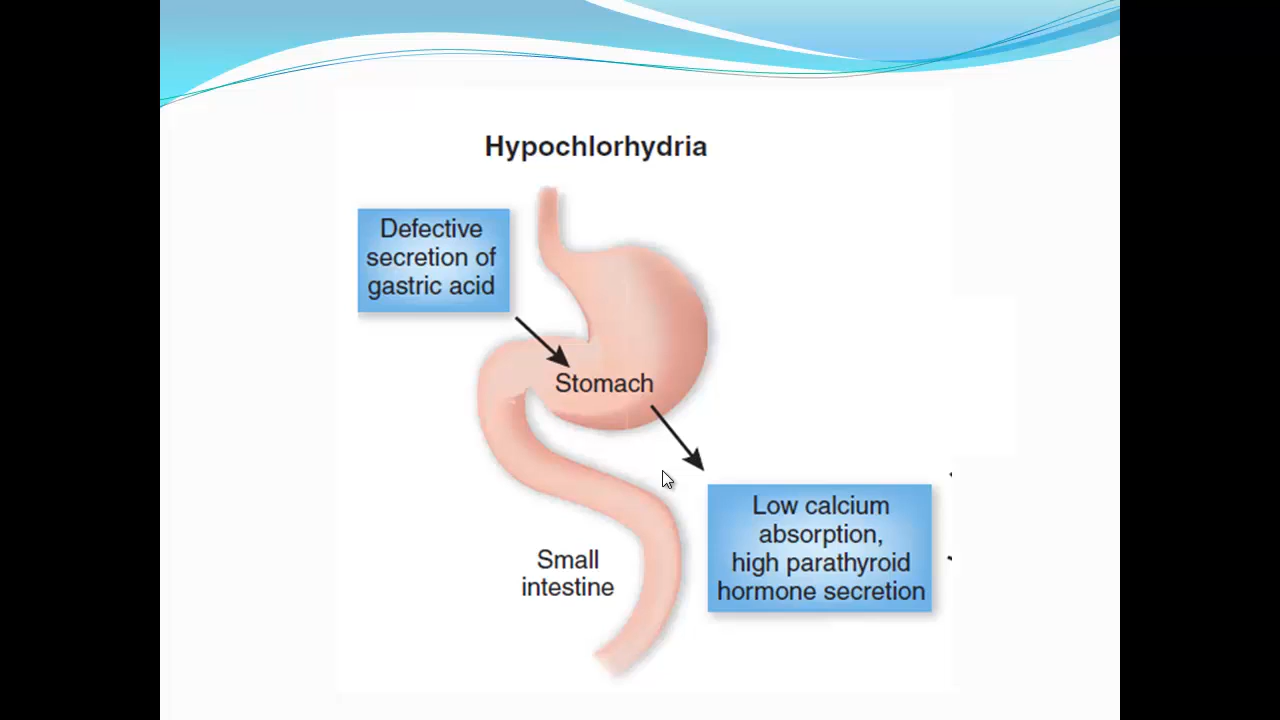 Hypochlorhydria
Defective
secretion of
gastric acid
Stomach
Low calcium
absorption,
high parathyroid
hormone secretion
Small
intestine